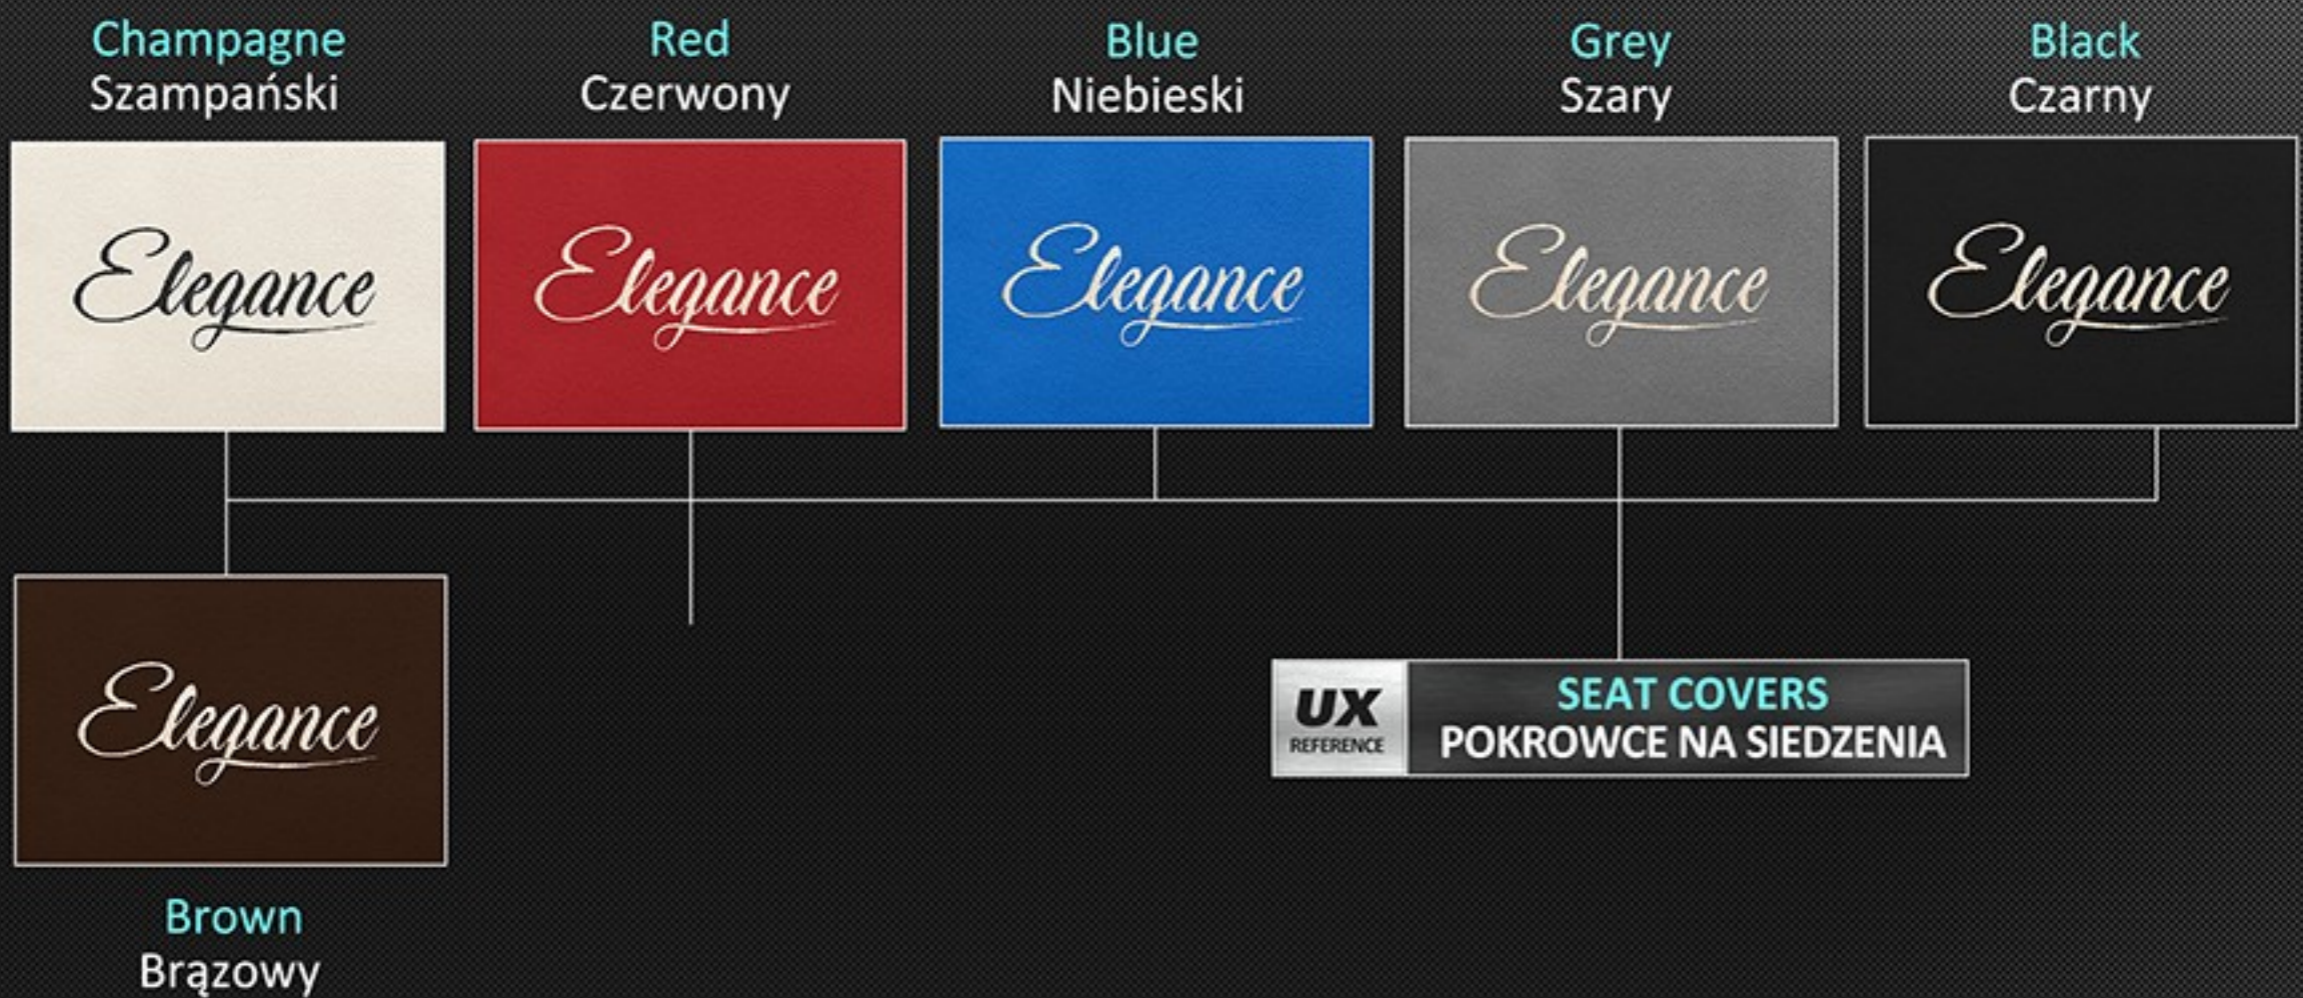 Champagne
Szampański
Red
Czerwony
Blue
Niebieski
Grey
Szary
Black
Czarny
Elegance
Elegance
Elegance
Elegance
Elegance
Elegance
Brown
Brązowy
UX
REFERENCE
SEAT COVERS
POKROWCE NA SIEDZENIA